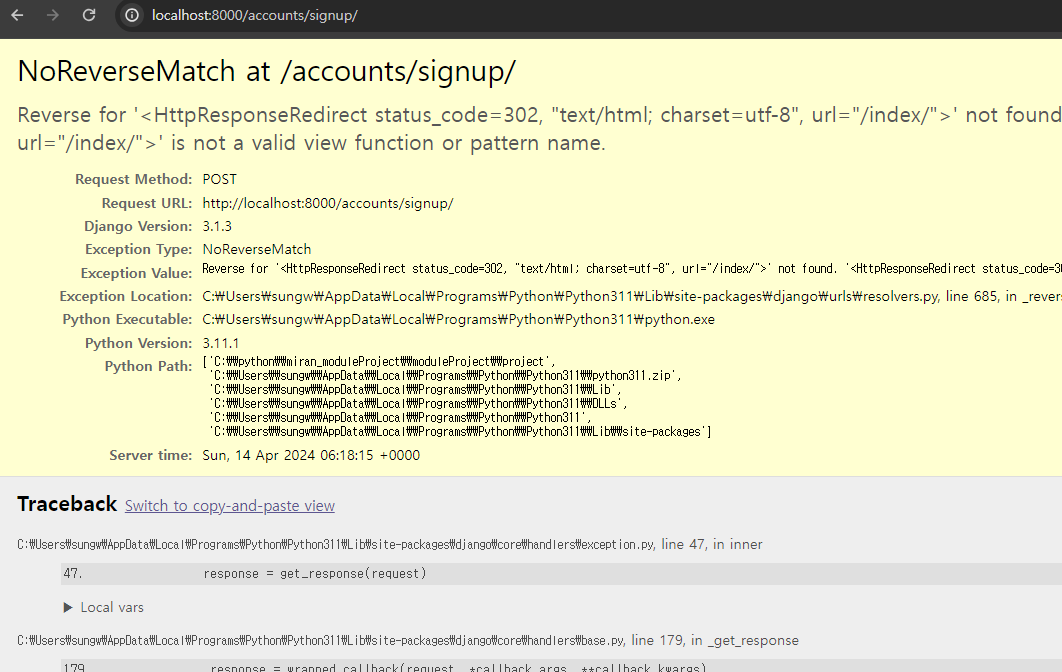 localhost:8000/accounts/signup/
NoReverseMatch at /accounts/signup/
Reverse for '<HttpResponseRedirect status_code=302, "text/html; charset=utf-8", url="/index/">' not found
url="/index/">' is not a valid view function or pattern name.
Request Method: POST
Request URL: http://localhost:8000/accounts/signup/
Django Version: 3.1.3
Exception Type: NoReverseMatch
Exception Value: Reverse for '<HttpResponseRedirect status_code=302, "text/html; charset=utf-8", url="/index/">' not found. '<HttpResponseRedirect status_code=3
Exception Location: C:₩Users₩sungw₩AppData₩Local₩Programs₩Python₩Python311₩Lib₩site-packages₩django₩urls₩resolvers.py, line 685, in _rever
Python Executable: C:₩Users₩sungw₩AppData₩Local₩Programs₩Python₩Python311₩python.exe
Python Version: 3.11.1
Python Path: ['C:₩₩python₩₩miran_moduleProject₩₩moduleProject₩₩project',
'C:₩₩Users₩₩sungw₩₩AppData₩₩Local₩₩Programs₩₩Python₩₩Python311₩₩python311.zip',
'C:₩₩Users₩₩sungw₩₩AppData₩₩Local₩₩Programs₩₩Python₩₩Python311₩₩Lib',
'C:₩₩Users₩₩sungw₩₩AppData₩₩Local₩₩Programs₩₩Python₩₩Python311₩₩DLLs',
'C:₩₩Users₩₩sungw₩₩AppData₩₩Local₩₩Programs₩₩Python₩₩Python311',
'C:₩₩Users₩₩sungw₩₩AppData₩₩Local₩₩Programs₩₩Python₩₩Python311₩₩Lib₩₩site-packages']
Server time: Sun, 14 Apr 2024 06:18:15 +0000
Traceback Switch to copy-and-paste view
C:₩Users₩sungw₩AppData₩Local₩Programs₩Python₩Python311₩Lib₩site-packages₩django₩core₩handlers₩exception.py, line 47, in inner
47. response = get_response(request)
▶ Local vars
C:₩Users₩sungw₩AppData₩Local₩Programs₩Python₩Python311₩Lib₩site-packages₩django₩core₩handlers₩base.py, line 179, in _get_response
179. response = wrapped_callback(request, *callback_args, **callback_kwargs)